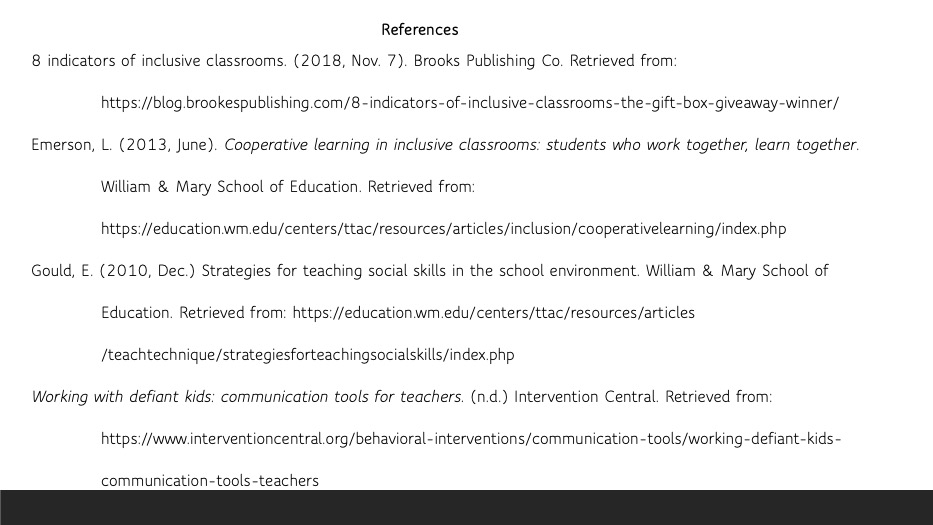 References
8 indicators of inclusive classrooms. (2018, Nov. 7). Brooks Publishing Co. Retrieved from:
https://blog.brookespublishing.com/8-indicators-of-inclusive-classrooms-the-gift-box-giveaway-winner/
Emerson, L. (2013, June). Cooperative learning in inclusive classrooms: students who work together, learn together.
William & Mary School of Education. Retrieved from:
https://education.wm.edu/centers/ttac/resources/articles/inclusion/cooperativelearning/index.php
Gould, E. (2010, Dec.) Strategies for teaching social skills in the school environment. William & Mary School of
Education. Retrieved from: https://education.wm.edu/centers/ttac/resources/articles
/teachtechnique/strategiesforteachingsocialskills/index.php
Working with defiant kids: communication tools for teachers. (n.d.) Intervention Central. Retrieved from:
https://www.interventioncentral.org/behavioral-interventions/communication-tools/working-defiant-kids-
communication-tools-teachers